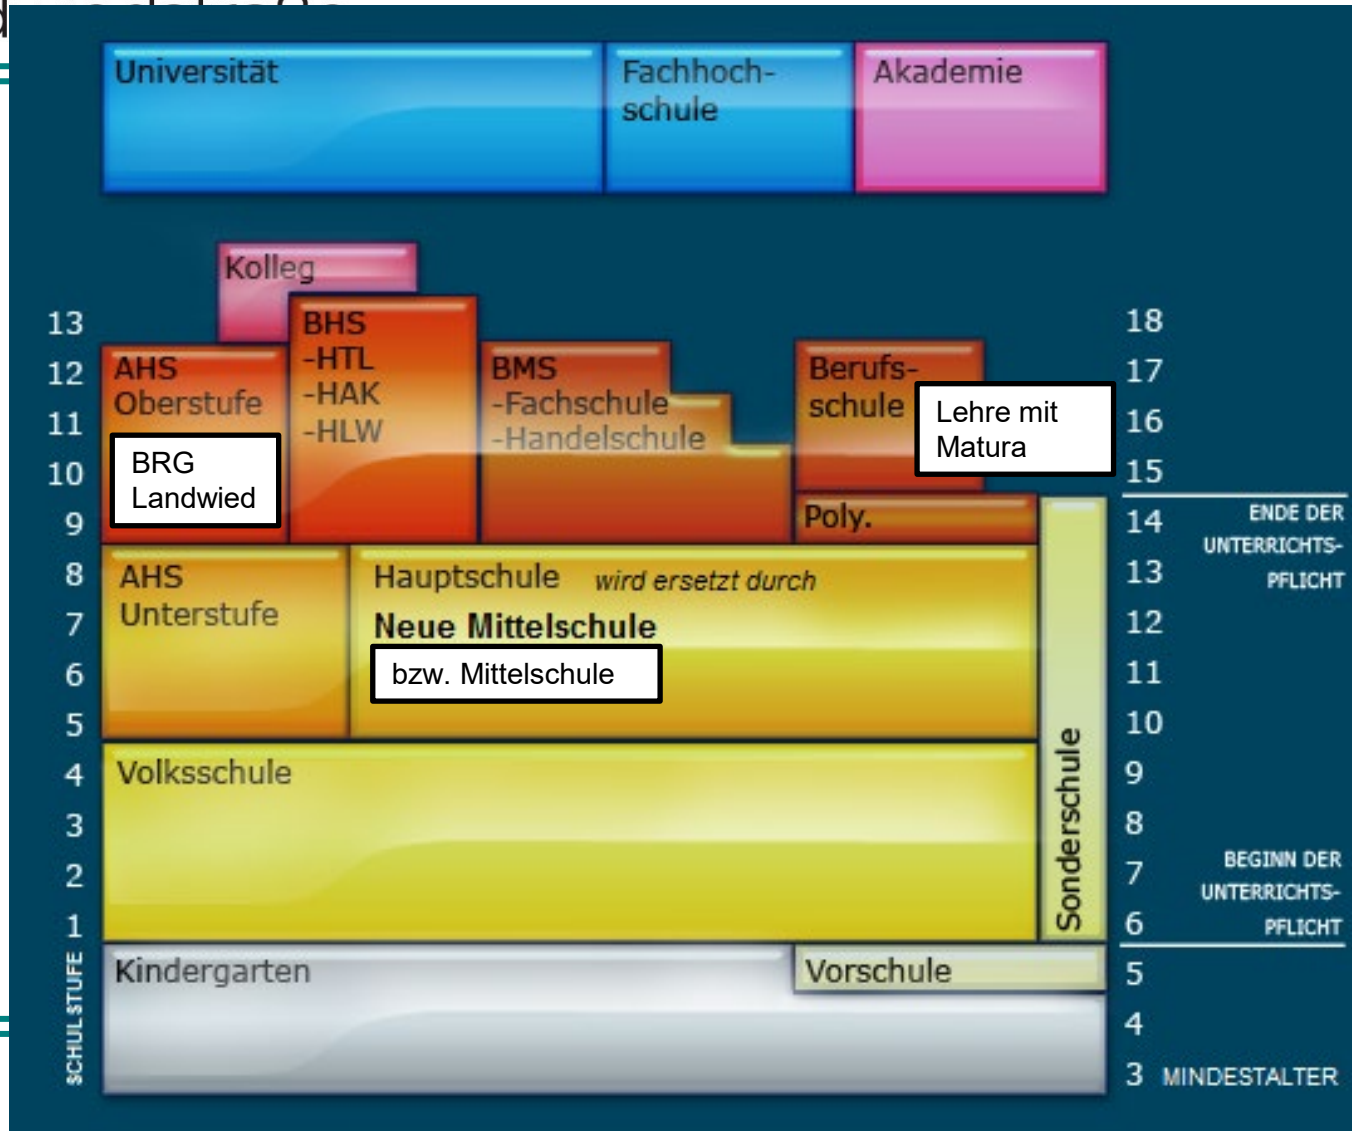 Universität
Fachhoch-
schule
Akademie
Kolleg
13
12
11
10
9
8
7
6
5
4
3
2
1
SCHULSTUFE
AHS
Oberstufe
BRG
Landwied
BHS
-HTL
-HAK
-HLW
BMS
-Fachschule
-Handelschule
Berufs-
schule
Lehre mit
Matura
Poly.
AHS
Unterstufe
Hauptschule wird ersetzt durch
Neue Mittelschule
bzw. Mittelschule
Volksschule
Sonderschule
Kindergarten
Vorschule
18
17
16
15
14
13
12
11
10
9
8
7
6
5
4
3 MINDESTALTER
ENDE DER
UNTERRICHTS-
PFLICHT
BEGINN DER
UNTERRICHTS-
PFLICHT